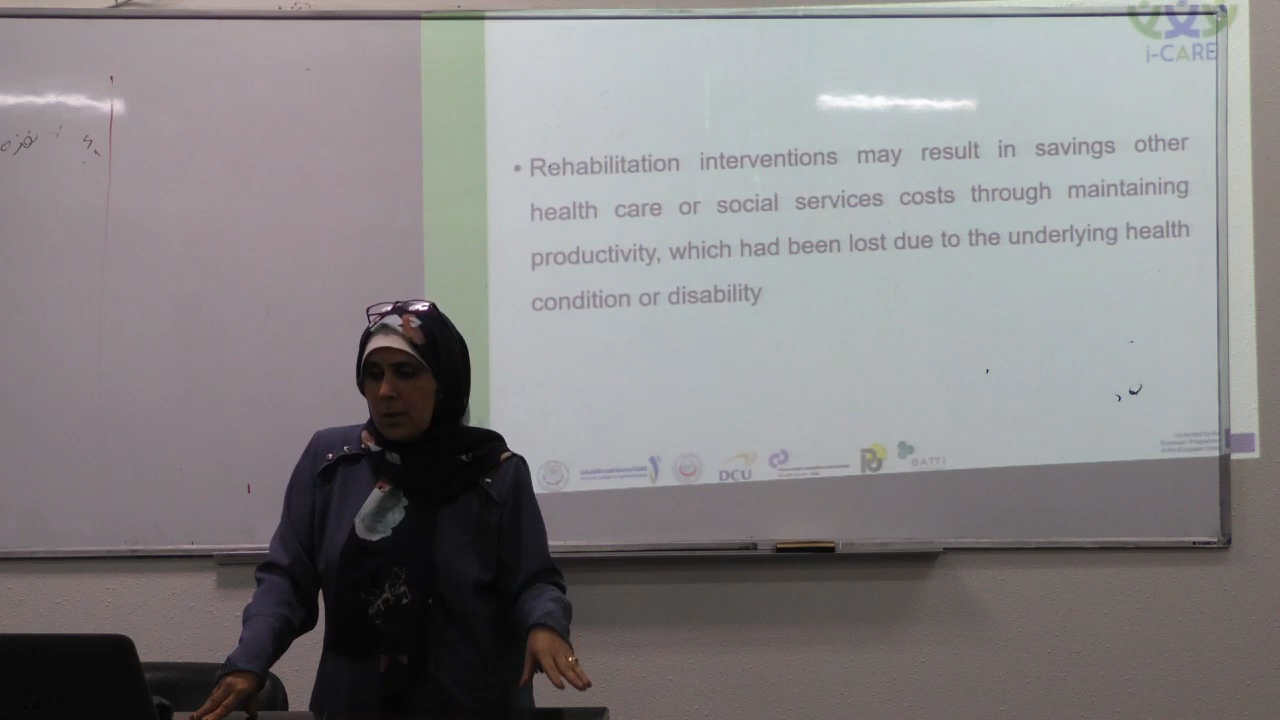 i-CARE
• Rehabilitation interventions may result in savings other
health care or social services costs through maintaining
productivity, which had been lost due to the underlying health
condition or disability
DCU
BATTI